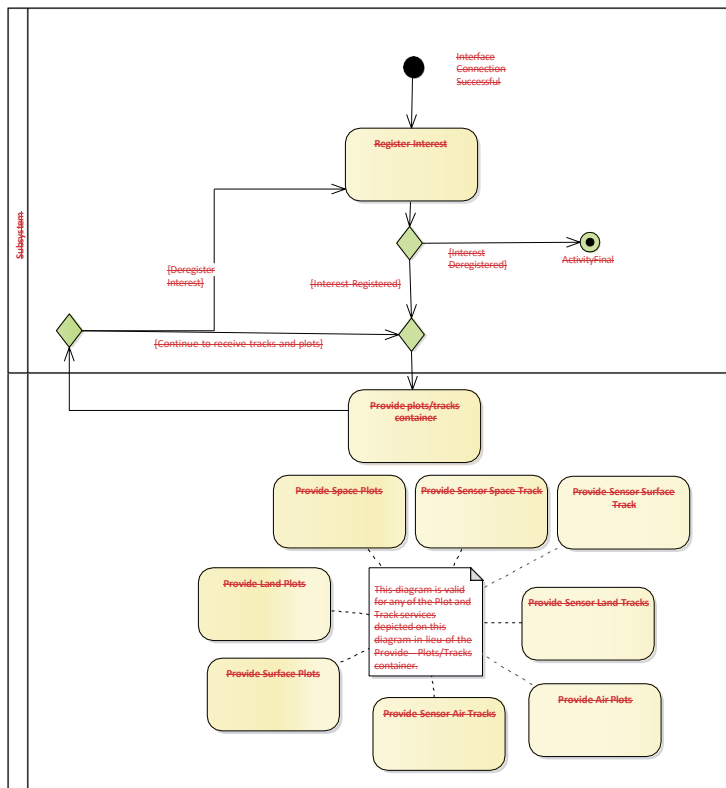 Interface
Connection
Successful
Register Interest
Subsystem
[Interest
Deregistered]
ActivityFinal
[Deregister
Interest]
[Interest Registered]
[Continue to receive tracks and plots]
Provide plots/tracks
container
Provide Space Plots
Provide Sensor Space Track
Provide Sensor Surface
Track
Provide Land Plots
This diagram is valid
for any of the Plot and
Track services
depicted on this
diagram in lieu of the
Provide Plots/Tracks
container.
Provide Sensor Land Tracks
Provide Surface Plots
Provide Air Plots
Provide Sensor Air Tracks